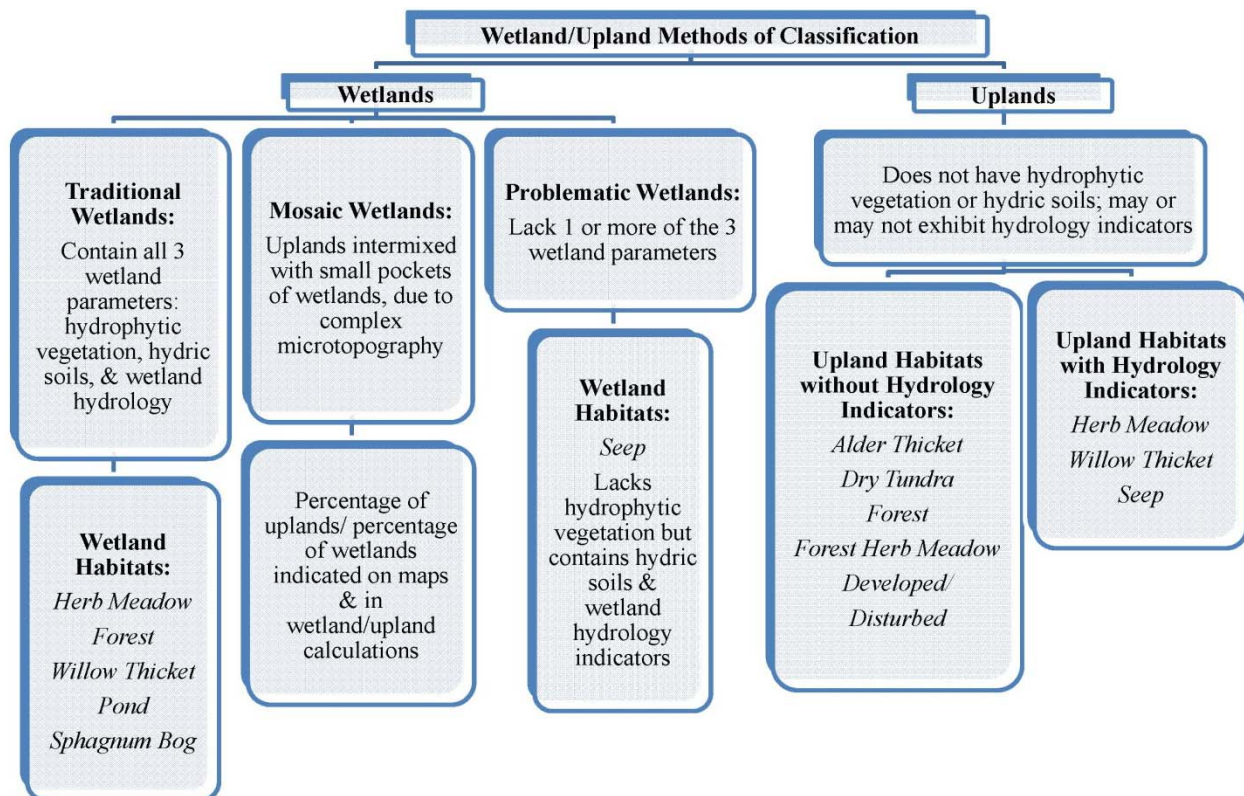 Wetland/Upland Methods of Classification
Wetlands
Uplands
Traditional
Wetlands:
Contain all 3
wetland
parameters:
hydrophytic
vegetation, hydric
soils, & wetland
hydrology
Wetland
Habitats:
Herb Meadow
Forest
Willow Thicket
Pond
Sphagnum Bog
Mosaic Wetlands:
Uplands intermixed
with small pockets
of wetlands, due to
complex
microtopography
Percentage of
uplands/ percentage
of wetlands
indicated on maps
& in
wetland/upland
calculations
Problematic Wetlands:
Lack 1 or more of the 3
wetland parameters
Wetland
Habitats:
Seep
Lacks
hydrophytic
vegetation but
contains hydric
soils &
wetland
hydrology
indicators
Does not have hydrophytic
vegetation or hydric soils; may or
may not exhibit hydrology indicators
Upland Habitats
without Hydrology
Indicators:
Alder Thicket
Dry Tundra
Forest
Forest Herb Meadow
Developed/
Disturbed
Upland Habitats
with Hydrology
Indicators:
Herb Meadow
Willow Thicket
Seep